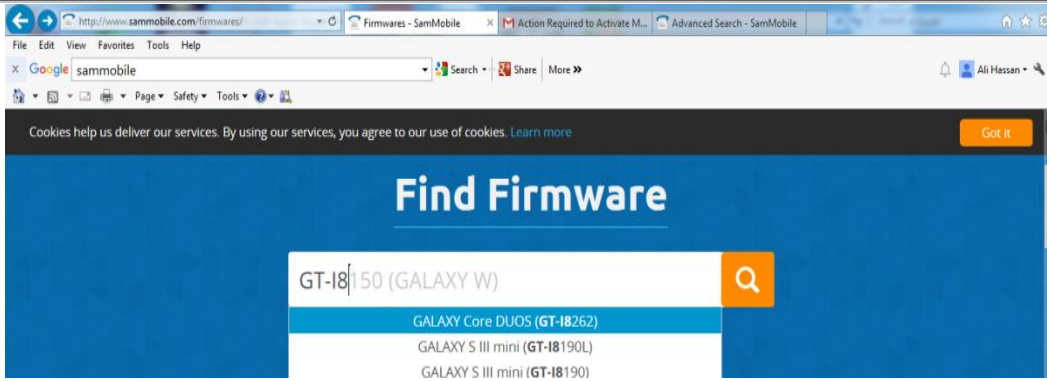 http://www.sammobile.com/firmwares/ Firmwares - SamMobile Action Required to Activate M... Advanced Search - SamMobile
File Edit View Favorites Tools Help
x Google sammobile Search Share More » Ali Hassan
Page Safety Tools
Cookies help us deliver our services. By using our services, you agree to our use of cookies. Learn more Got it
Find Firmware
GT-I8150 (GALAXY W)
GALAXY Core DUOS (GT-I8262)
GALAXY S III mini (GT-I8190L)
GALAXY S III mini (GT-I8190)